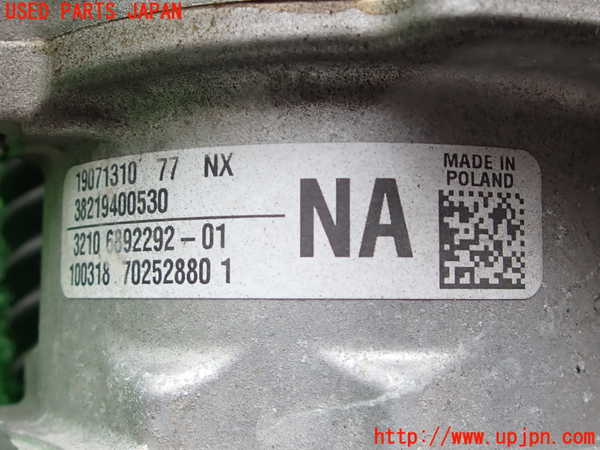 USED PARTS JAPAN
19071310 77 NX
38219400530
3210 6892292-01
100318 70252880 1
NA
MADE IN
POLAND
http://www.upjpn.com/